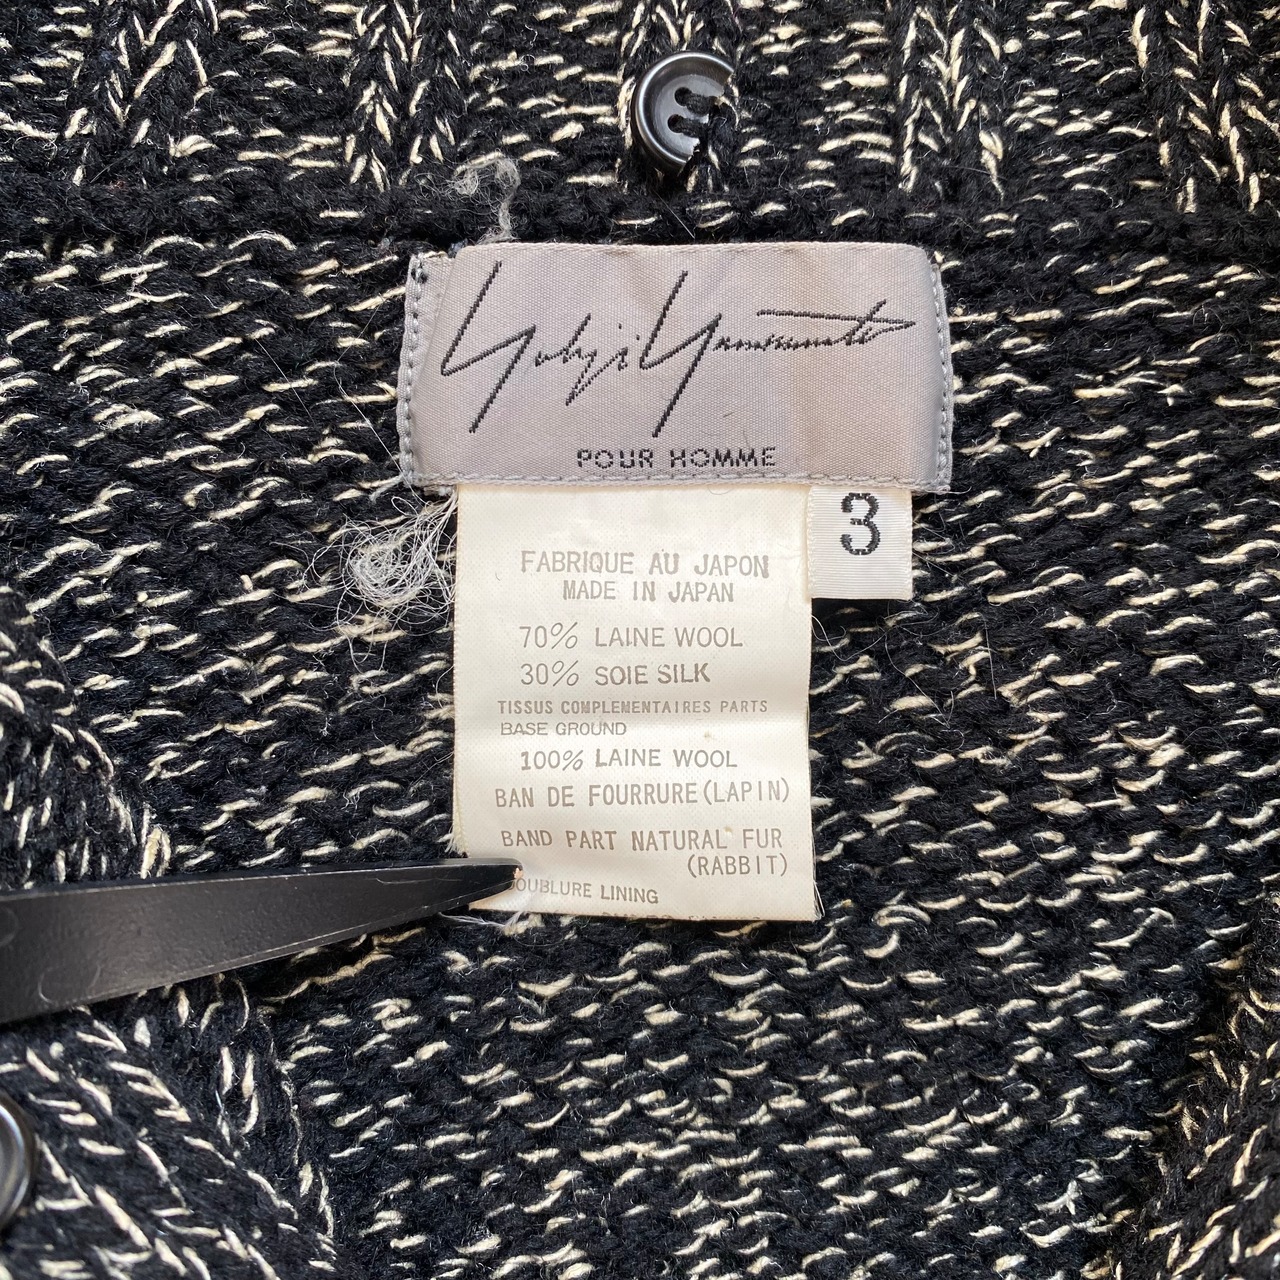 Yohji Yamamoto
POUR HOMME
3
FABRIQUE AU JAPON
MADE IN JAPAN
70% LAINE WOOL
30% SOIE SILK
TISSUS COMPLEMENTAIRES PARTS
BASE GROUND
100% LAINE WOOL
BAN DE FOURRURE (LAPIN)
BAND PART NATURAL FUR
(RABBIT)
DOUBLURE LINING